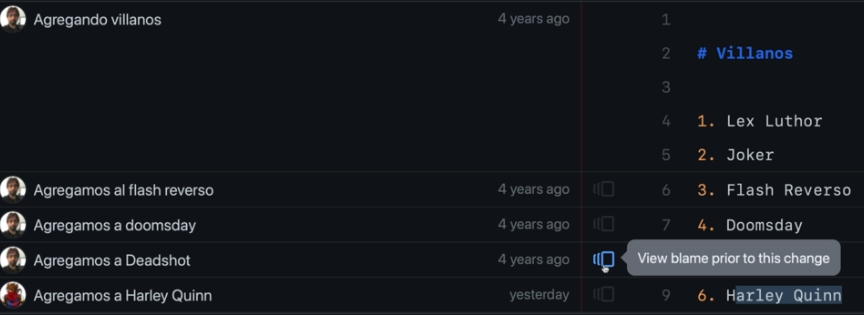 Agregando villanos 4 years ago 1
2 # Villanos
3
4 1. Lex Luthor
5 2. Joker
Agregamos al flash reverso 4 years ago 6 3. Flash Reverso
Agregamos a doomsday 4 years ago 7 4. Doomsday
Agregamos a Deadshot 4 years ago View blame prior to this change
Agregamos a Harley Quinn yesterday 9 6. Harley Quinn